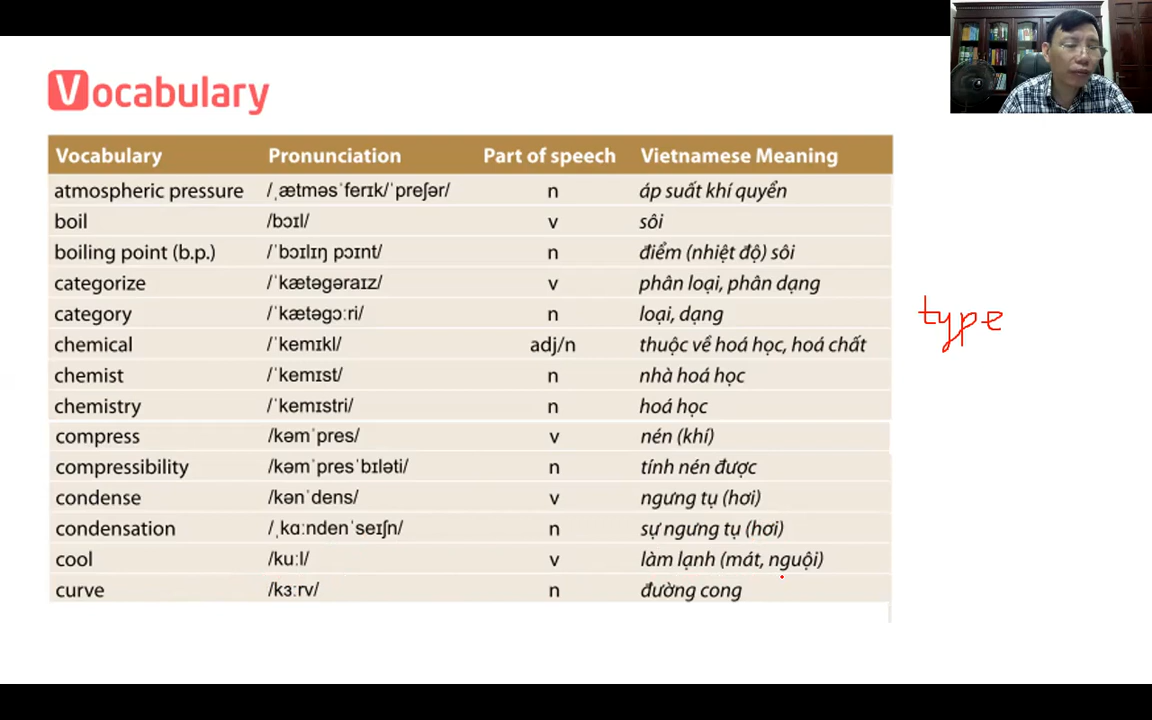 Vocabulary
Vocabulary Pronunciation Part of speech Vietnamese Meaning
atmospheric pressure /ˌætməsˈferɪk/ˈpreʃər/ n áp suất khí quyển
boil /bɔɪl/ v sôi
boiling point (b.p.) /ˈbɔɪlɪŋ pɔɪnt/ n điểm (nhiệt độ) sôi
categorize /ˈkætəgəraɪz/ v phân loại, phân dạng
category /ˈkætəgɔːri/ n loại, dạng type
chemical /ˈkemɪkl/ adj/n thuộc về hoá học, hoá chất
chemist /ˈkemɪst/ n nhà hoá học
chemistry /ˈkemɪstri/ n hoá học
compress /kəmˈpres/ v nén (khí)
compressibility /kəmˈpresˈbɪləti/ n tính nén được
condense /kənˈdens/ v ngưng tụ (hơi)
condensation /ˌkɑːndenˈseɪʃn/ n sự ngưng tụ (hơi)
cool /kuːl/ v làm lạnh (mát, nguội)
curve /kɜːrv/ n đường cong